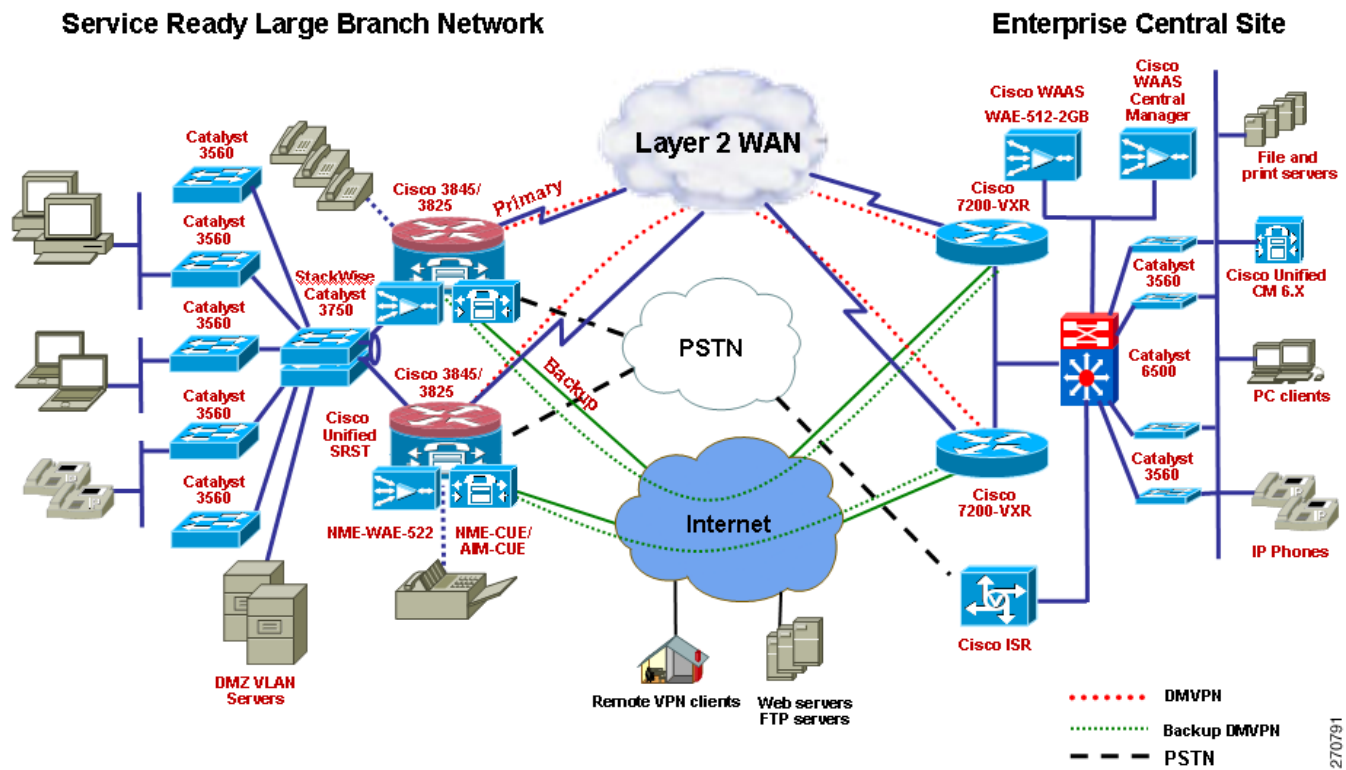 Service Ready Large Branch Network
Enterprise Central Site
Catalyst
3560
Catalyst
3560
Catalyst
3560
Catalyst
3560
Catalyst
3560
StackWise
Catalyst
3750
Cisco 3845/
3825
Primary
Cisco 3845/
3825
Backup
Cisco
Unified
SRST
NME-WAE-522
NME-CUE/
AIM-CUE
DMZ VLAN
Servers
Layer 2 WAN
PSTN
Internet
Remote VPN clients
Web servers
FTP servers
Cisco
7200-VXR
Cisco
7200-VXR
Cisco ISR
Cisco WAAS
WAE-512-2GB
Cisco
WAAS
Central
Manager
File and
print servers
Catalyst
3560
Cisco Unified
CM 6.X
Catalyst
6500
PC clients
Catalyst
3560
IP
IP
IP
IP
IP Phones
DMVPN
Backup DMVPN
PSTN
270791